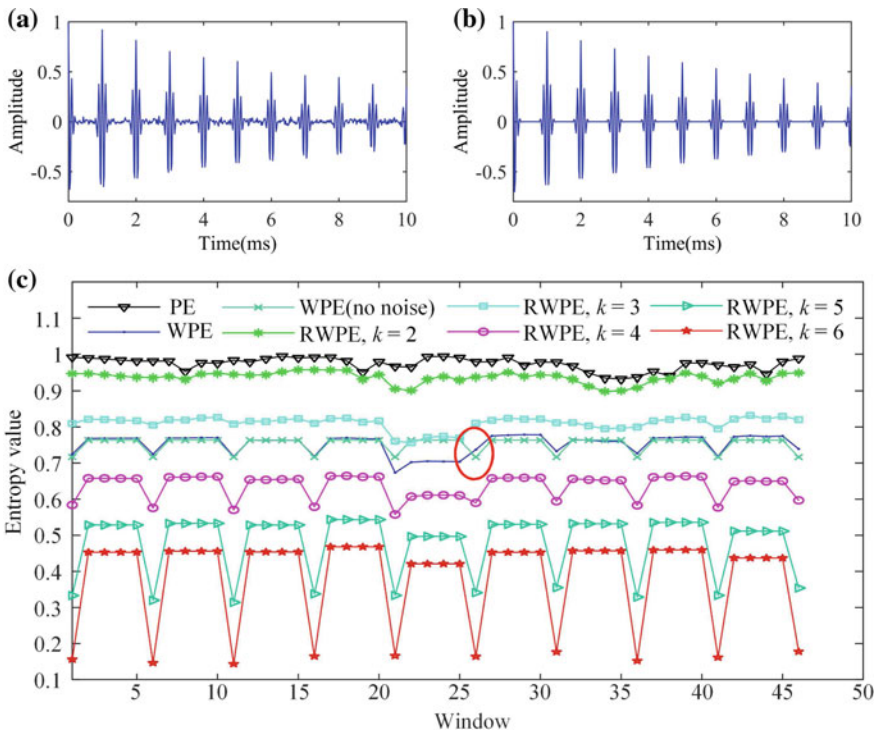 (a)
1
0.5
0
-0.5
Amplitude
0 2 4 6 8 10
Time(ms)
(b)
1
0.5
0
-0.5
Amplitude
0 2 4 6 8 10
Time(ms)
(c)
PE WPE(no noise) RWPE, k = 3 RWPE, k = 5
WPE RWPE, k = 2 RWPE, k = 4 RWPE, k = 6
1.1
1
0.9
0.8
0.7
0.6
0.5
0.4
0.3
0.2
0.1
Entropy value
5 10 15 20 25 30 35 40 45 50
Window